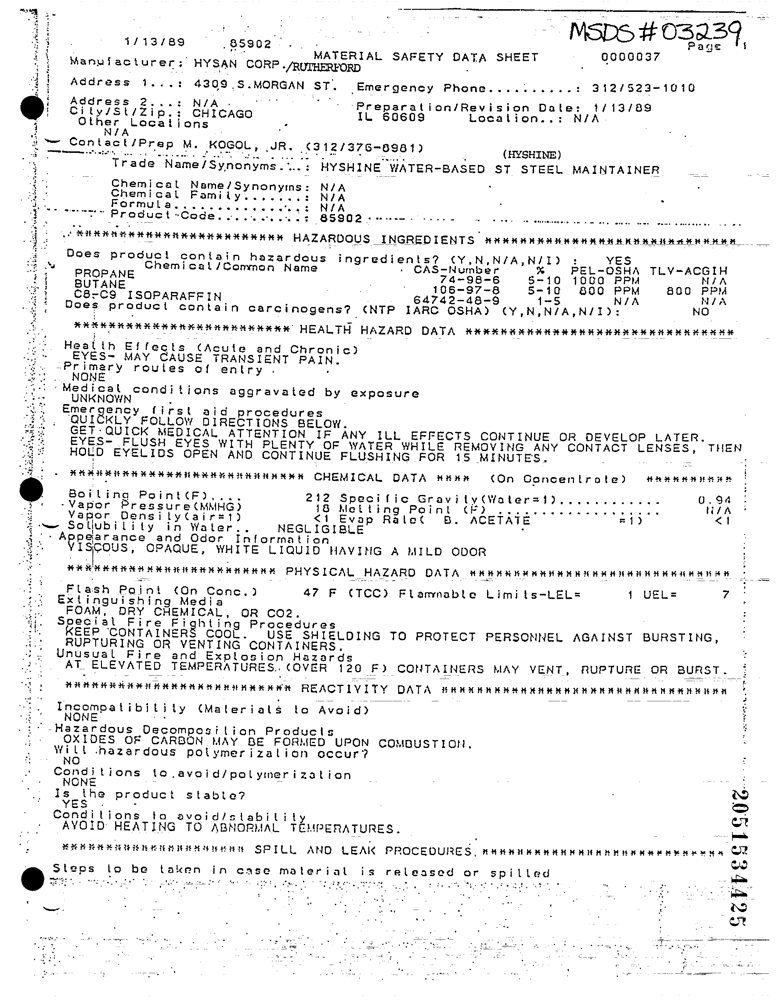 MSDS # 03239
1/13/89 85902 Page 1
MATERIAL SAFETY DATA SHEET 0000037
Manufacturer: HYSAN CORP./RUTHERFORD
Address 1...: 4309 S.MORGAN ST. Emergency Phone..........: 312/523-1010
Address 2...: N/A Preparation/Revision Date: 1/13/89
City/St/Zip.: CHICAGO IL 60609 Location..: N/A
Other Locations
N/A
Contact/Prep M. KOGOL, JR. (312/376-8981)
(HYSHINE)
Trade Name/Synonyms...: HYSHINE WATER-BASED ST STEEL MAINTAINER
Chemical Name/Synonyms: N/A
Chemical Family.......: N/A
Formula...............: N/A
Product Code..........: 85902
************************ HAZARDOUS INGREDIENTS ****************************
Does product contain hazardous ingredients? (Y,N,N/A,N/I) : YES
Chemical/Common Name CAS-Number % PEL-OSHA TLV-ACGIH
PROPANE 74-98-6 5-10 1000 PPM N/A
BUTANE 106-97-8 5-10 800 PPM 800 PPM
C8-C9 ISOPARAFFIN 64742-48-9 1-5 N/A N/A
Does product contain carcinogens? (NTP IARC OSHA) (Y,N,N/A,N/I): NO
************************* HEALTH HAZARD DATA *******************************
Health Effects (Acute and Chronic)
EYES- MAY CAUSE TRANSIENT PAIN.
Primary routes of entry
NONE
Medical conditions aggravated by exposure
UNKNOWN
Emergency first aid procedures
QUICKLY FOLLOW DIRECTIONS BELOW.
GET QUICK MEDICAL ATTENTION IF ANY ILL EFFECTS CONTINUE OR DEVELOP LATER.
EYES- FLUSH EYES WITH PLENTY OF WATER WHILE REMOVING ANY CONTACT LENSES, THEN
HOLD EYELIDS OPEN AND CONTINUE FLUSHING FOR 15 MINUTES.
*************************** CHEMICAL DATA **** (On Concentrate) **********
Boiling Point(F).... 212 Specific Gravity(Water=1)............ 0.94
Vapor Pressure(MMHG) 18 Melting Point (F) N/A
Vapor Density(air=1) <1 Evap Rate( B. ACETATE =1) <1
Solubility in Water.. NEGLIGIBLE
Appearance and Odor Information
VISCOUS, OPAQUE, WHITE LIQUID HAVING A MILD ODOR
************************ PHYSICAL HAZARD DATA ******************************
Flash Point (On Conc.) 47 F (TCC) Flammable Limits-LEL= 1 UEL= 7
Extinguishing Media
FOAM, DRY CHEMICAL, OR CO2.
Special Fire Fighting Procedures
KEEP CONTAINERS COOL. USE SHIELDING TO PROTECT PERSONNEL AGAINST BURSTING,
RUPTURING OR VENTING CONTAINERS.
Unusual Fire and Explosion Hazards
AT ELEVATED TEMPERATURES (OVER 120 F) CONTAINERS MAY VENT, RUPTURE OR BURST.
************************** REACTIVITY DATA *********************************
Incompatibility (Materials to Avoid)
NONE
Hazardous Decomposition Products
OXIDES OF CARBON MAY BE FORMED UPON COMBUSTION.
Will hazardous polymerization occur?
NO
Conditions to avoid/polymerization
NONE
Is the product stable?
YES
Conditions to avoid/stability
AVOID HEATING TO ABNORMAL TEMPERATURES.
********************* SPILL AND LEAK PROCEDURES ****************************
Steps to be taken in case material is released or spilled
2051534425